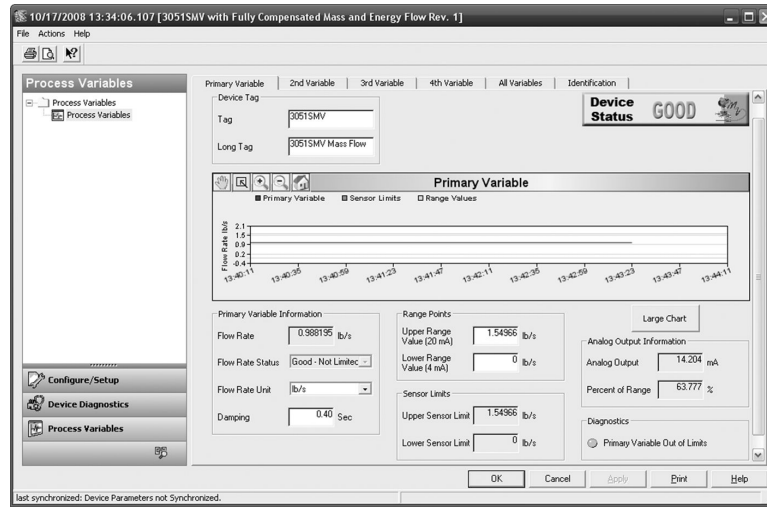 10/17/2008 13:34:06.107 [3051SMV with Fully Compensated Mass and Energy Flow Rev. 1]
File Actions Help
Process Variables
Process Variables
Process Variables
Configure/Setup
Device Diagnostics
Process Variables
Primary Variable 2nd Variable 3rd Variable 4th Variable All Variables Identification
Device Tag
Tag 3051SMV
Long Tag 3051SMV Mass Flow
Device Status GOOD
Primary Variable
Primary Variable Sensor Limits Range Values
Flow Rate lb/s
2.1
1.5
0.9
0.2
-0.4
13:40:11 13:40:35 13:40:59 13:41:23 13:41:47 13:42:11 13:42:35 13:42:59 13:43:23 13:43:47 13:44:11
Primary Variable Information
Flow Rate 0.988195 lb/s
Flow Rate Status Good - Not Limitec
Flow Rate Unit lb/s
Damping 0.40 Sec
Range Points
Upper Range Value (20 mA) 1.54966 lb/s
Lower Range Value (4 mA) 0 lb/s
Sensor Limits
Upper Sensor Limit 1.54966 lb/s
Lower Sensor Limit 0 lb/s
Large Chart
Analog Output Information
Analog Output 14.204 mA
Percent of Range 63.777 %
Diagnostics
Primary Variable Out of Limits
OK Cancel Apply Print Help
last synchronized: Device Parameters not Synchronized.